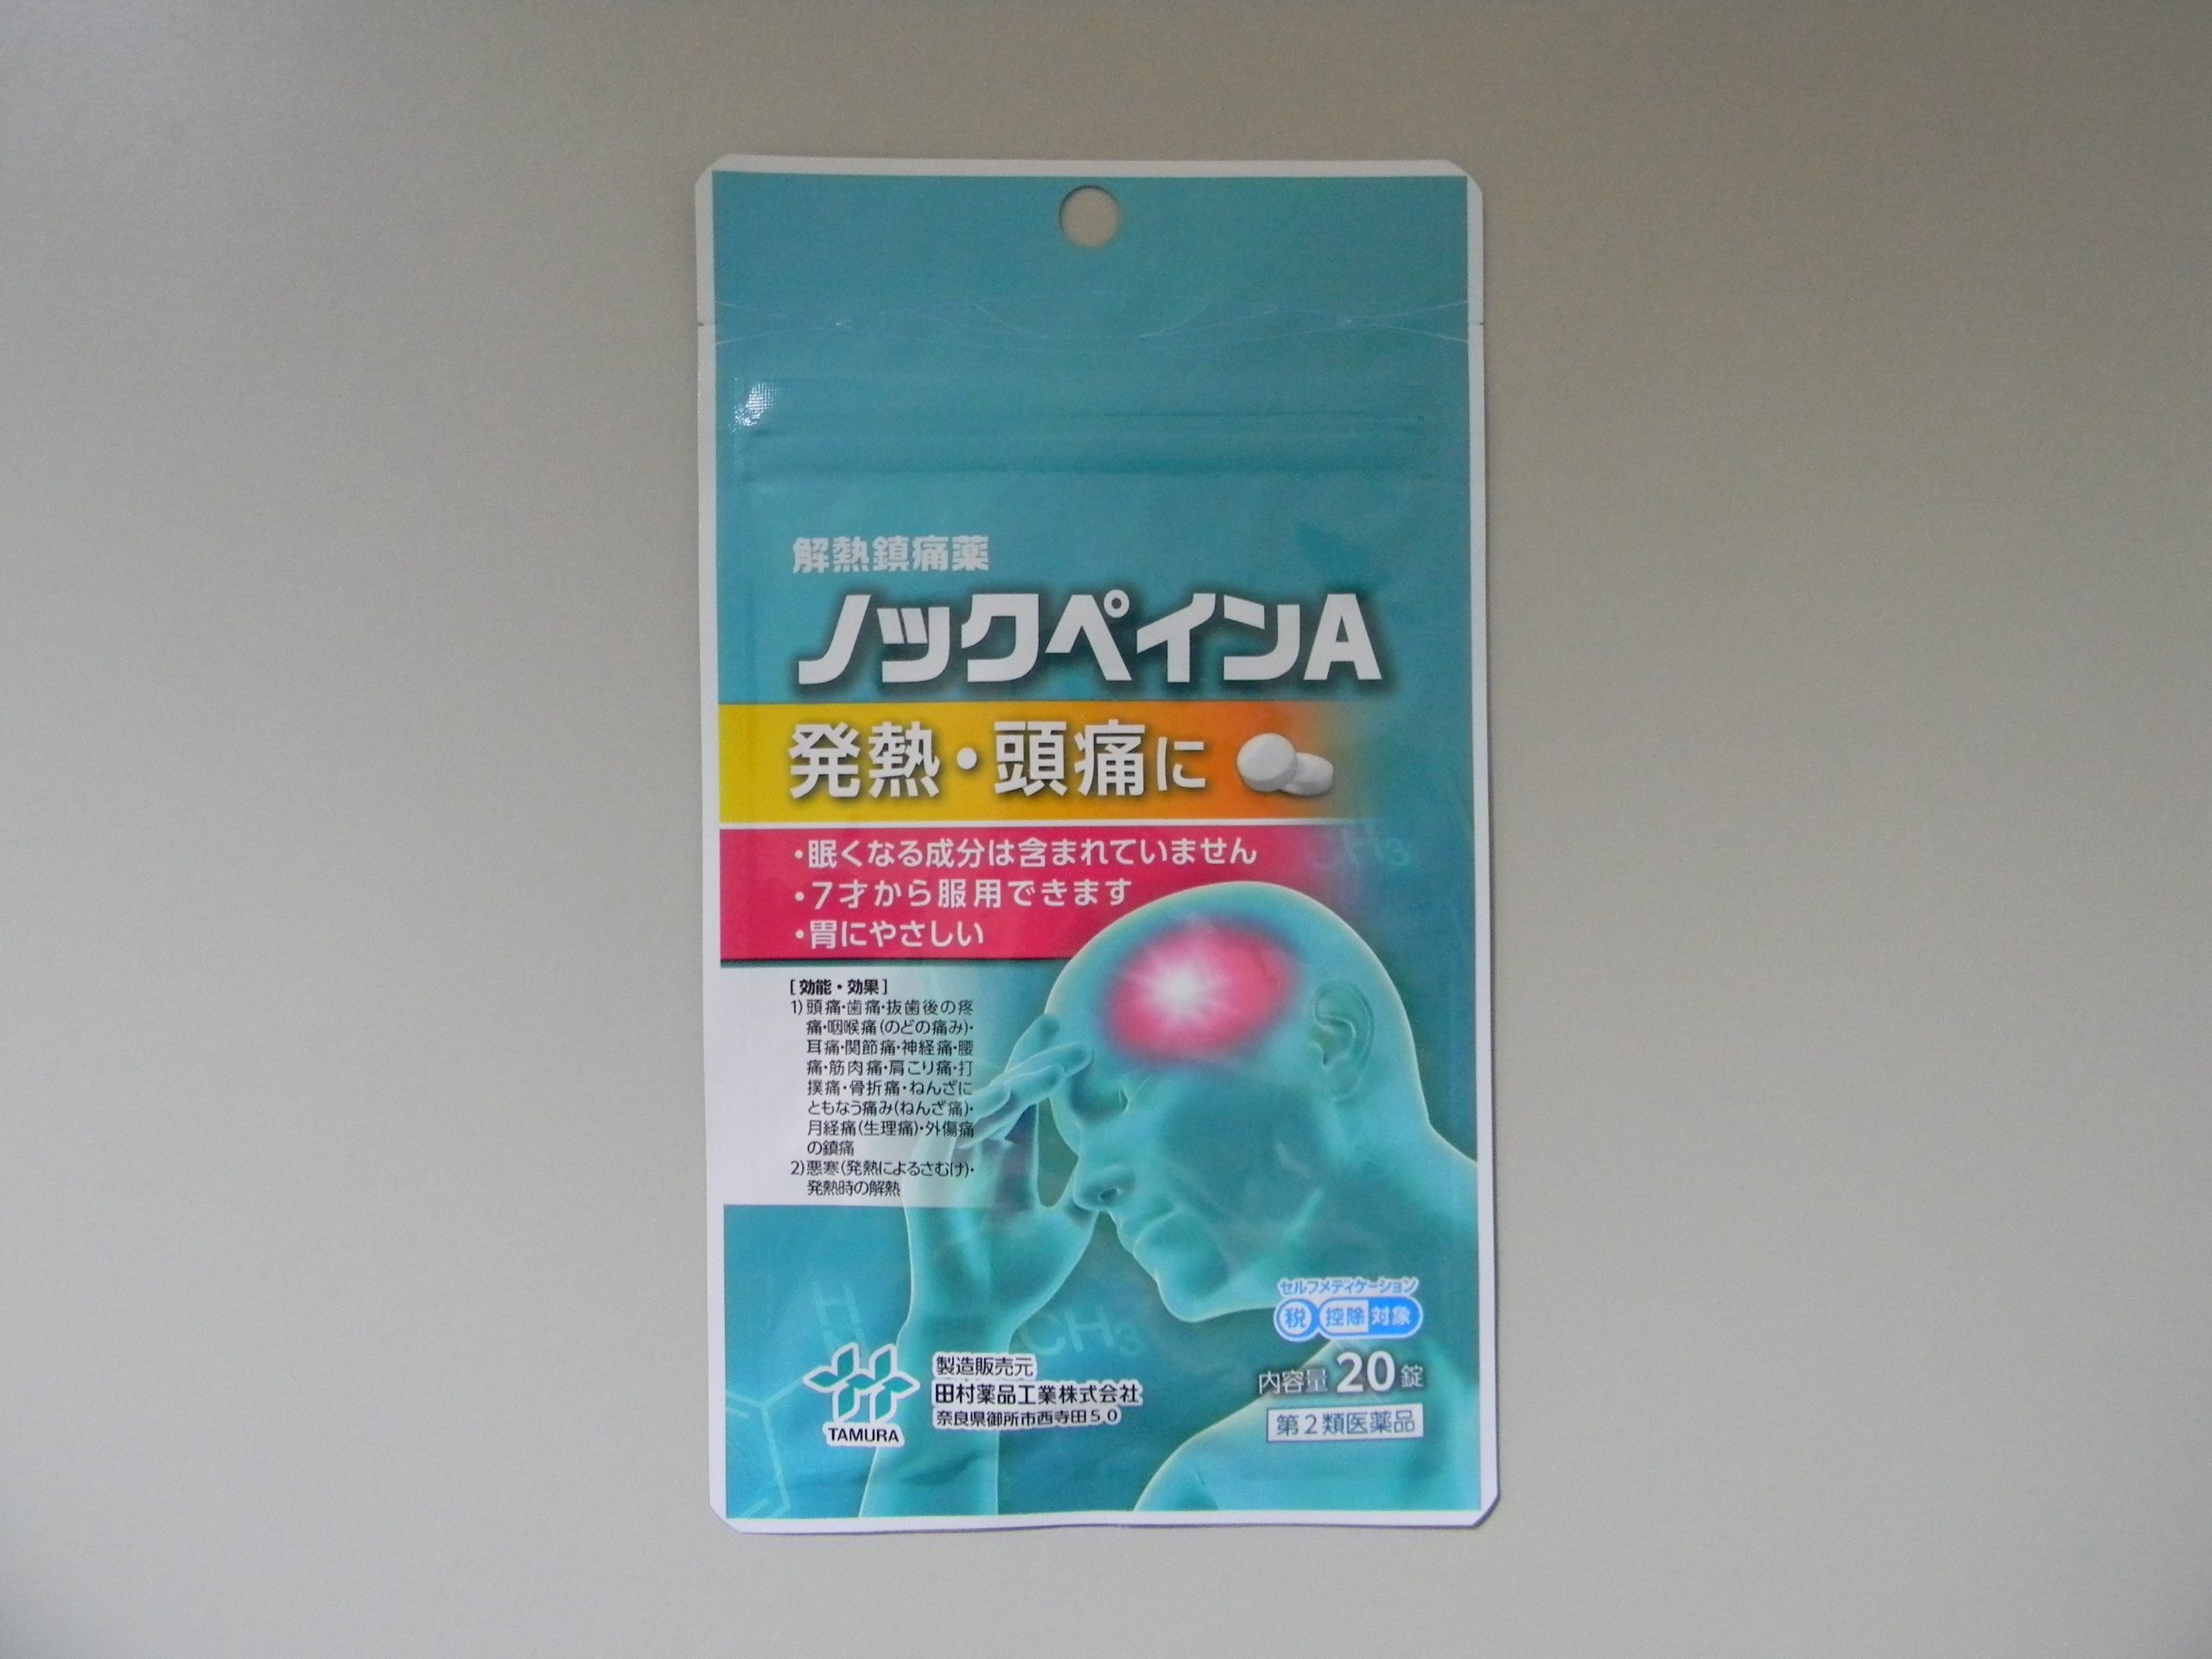 解熱鎮痛薬
ノックペインA
発熱・頭痛に
・眠くなる成分は含まれていません
・7才から服用できます
・胃にやさしい
CH3
[効能・効果]
1)頭痛・歯痛・抜歯後の疼
痛・咽喉痛(のどの痛み)・
耳痛・関節痛・神経痛・腰
痛・筋肉痛・肩こり痛・打
撲痛・骨折痛・ねんざに
ともなう痛み(ねんざ痛)・
月経痛(生理痛)・外傷痛
の鎮痛
2)悪寒(発熱によるさむけ)・
発熱時の解熱
セルフメディケーション
税 控除 対象
H
CH3
TAMURA
製造販売元
田村薬品工業株式会社
奈良県御所市西寺田50
内容量 20 錠
第2類医薬品